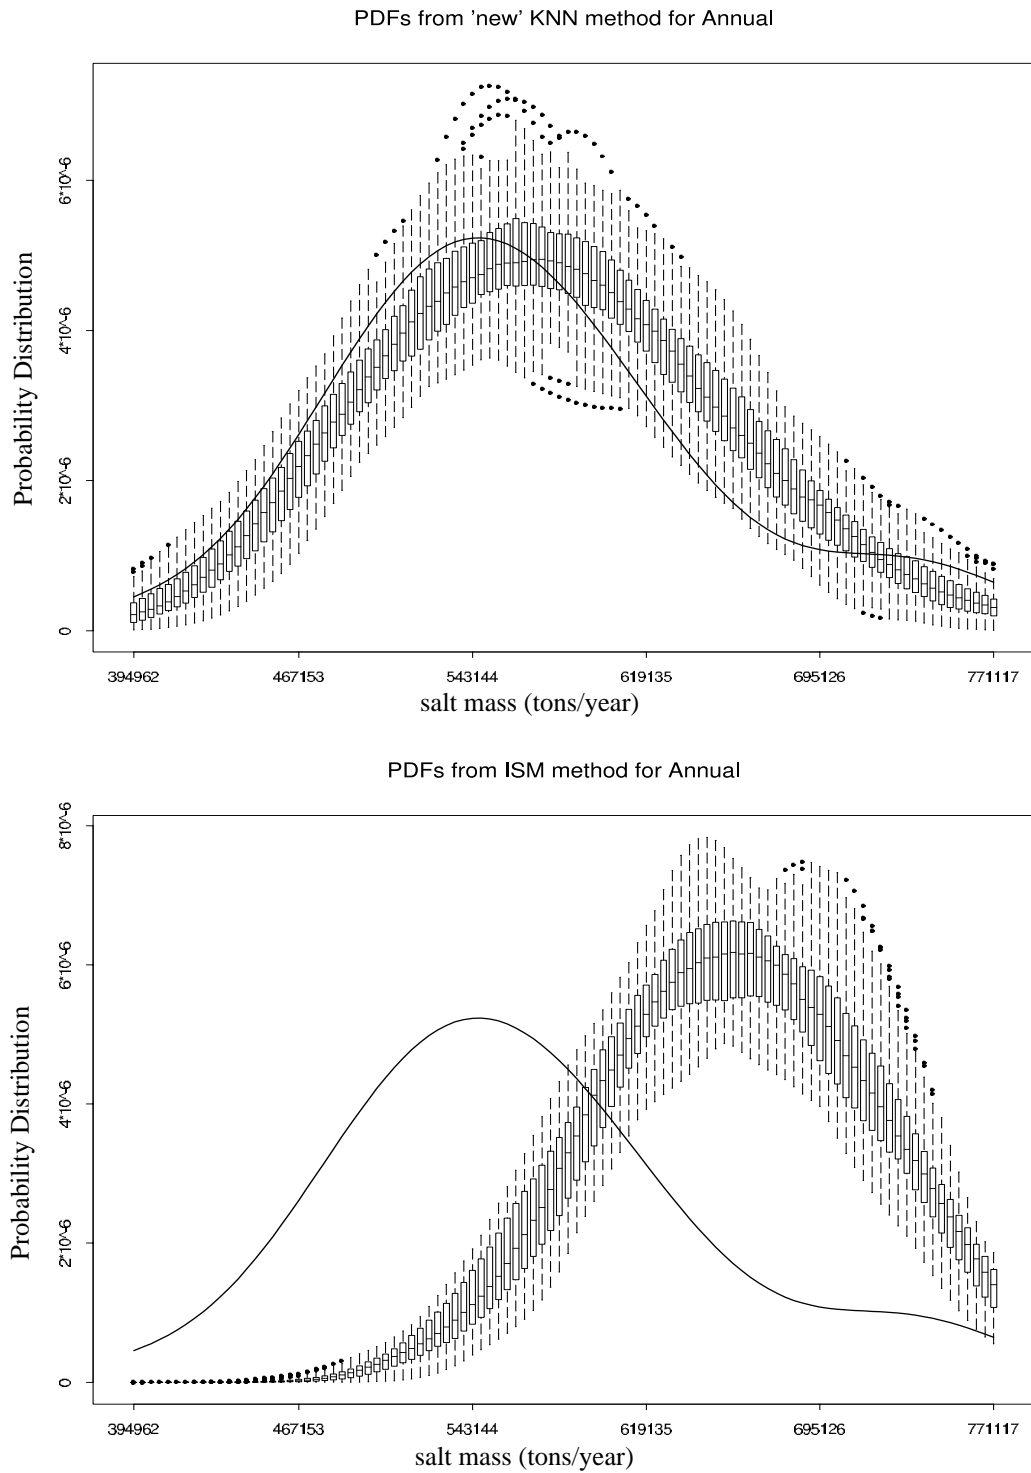 PDFs from 'new' KNN method for Annual
Probability Distribution
6*10^-6
4*10^-6
2*10^-6
0
394962 467153 543144 619135 695126 771117
salt mass (tons/year)
PDFs from ISM method for Annual
Probability Distribution
8*10^-6
6*10^-6
4*10^-6
2*10^-6
0
394962 467153 543144 619135 695126 771117
salt mass (tons/year)